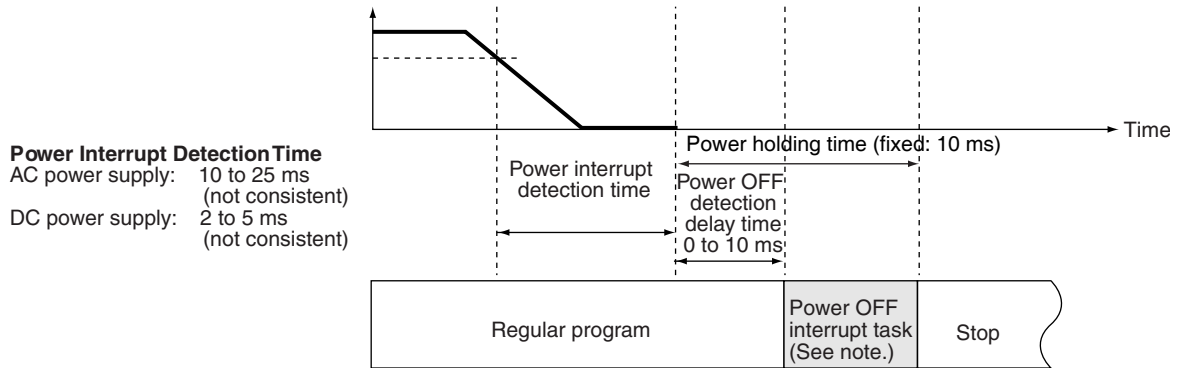 Time
Power holding time (fixed: 10 ms)
Power Interrupt Detection Time
AC power supply: 10 to 25 ms
(not consistent)
DC power supply: 2 to 5 ms
(not consistent)
Power interrupt
detection time
Power OFF
detection
delay time
0 to 10 ms
Regular program
Power OFF
interrupt task
(See note.)
Stop